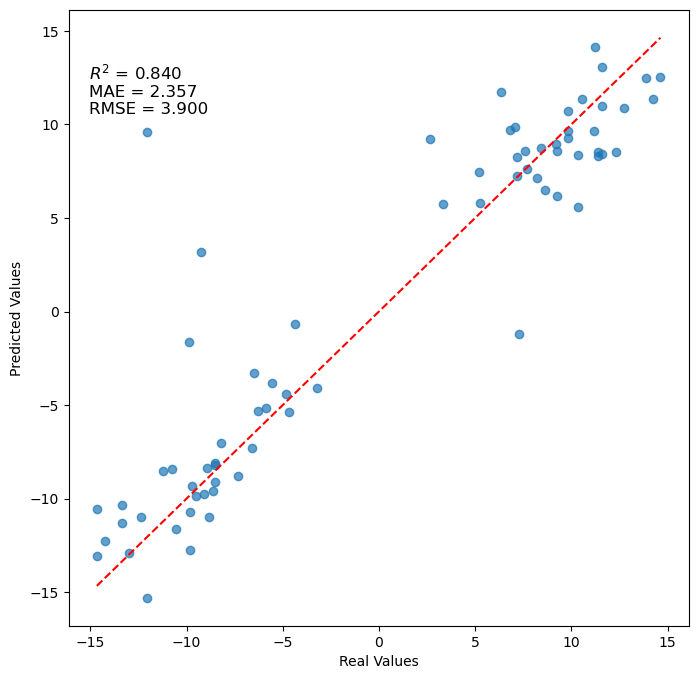 R² = 0.840
MAE = 2.357
RMSE = 3.900
15
10
5
0
−5
−10
−15
Predicted Values
−15 −10 −5 0 5 10 15
Real Values